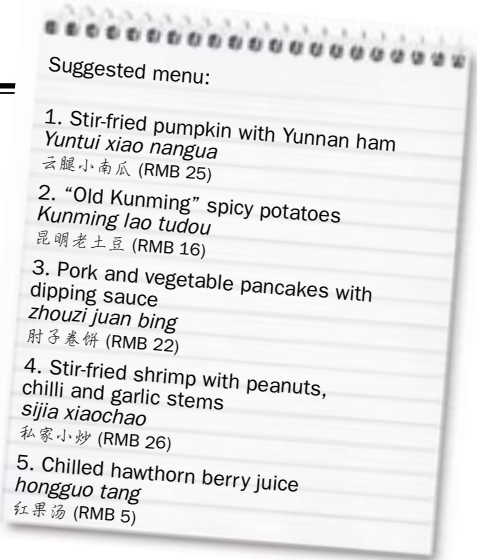 Suggested menu:
1. Stir-fried pumpkin with Yunnan ham
Yuntui xiao nangua
云腿小南瓜 (RMB 25)
2. “Old Kunming” spicy potatoes
Kunming lao tudou
昆明老土豆 (RMB 16)
3. Pork and vegetable pancakes with
dipping sauce
zhouzi juan bing
肘子卷饼 (RMB 22)
4. Stir-fried shrimp with peanuts,
chilli and garlic stems
sijia xiaochao
私家小炒 (RMB 26)
5. Chilled hawthorn berry juice
hongguo tang
红果汤 (RMB 5)